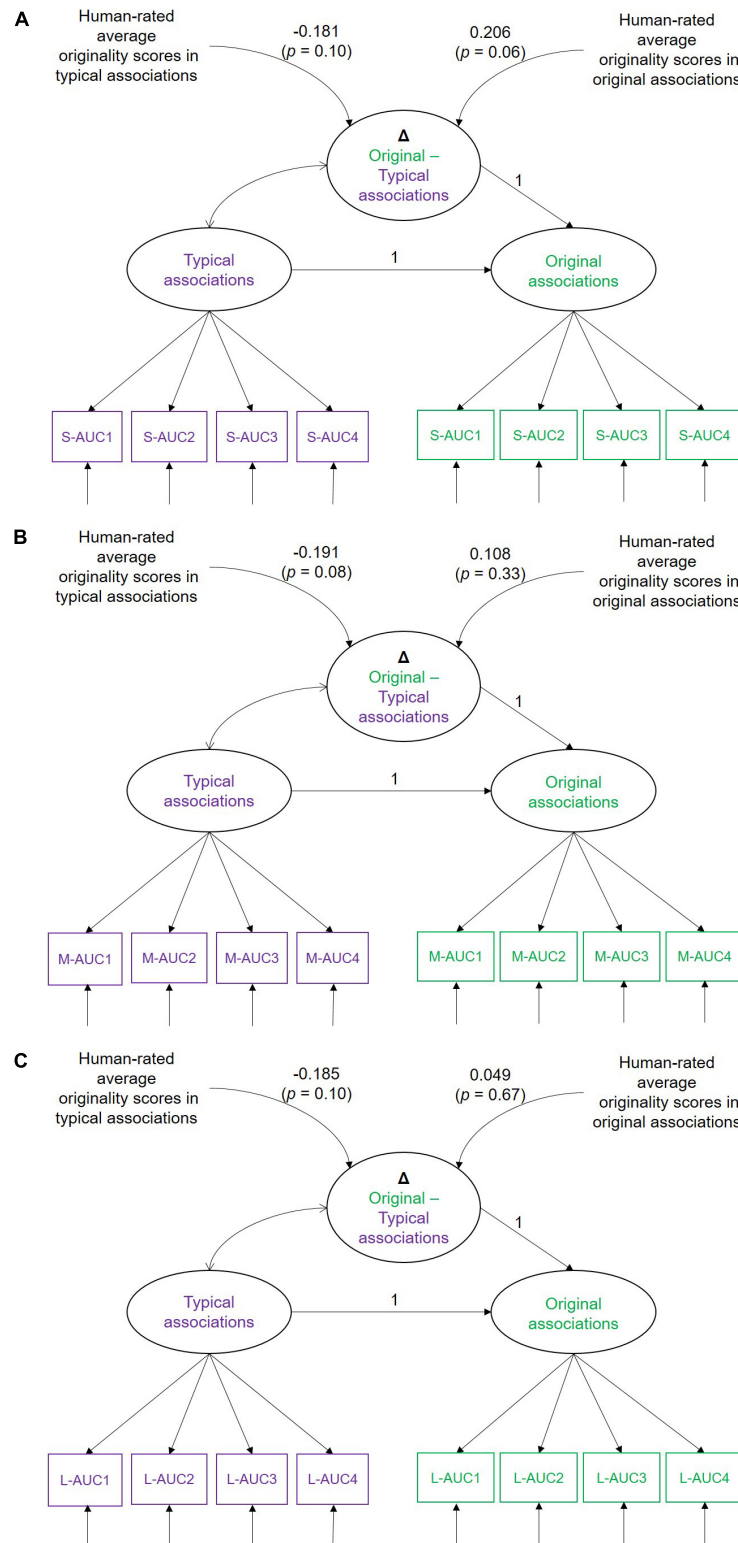 A
Human-rated
average
originality scores in
typical associations
-0.181
(p = 0.10)
0.206
(p = 0.06)
Human-rated
average
originality scores in
original associations
Δ
Original –
Typical
associations
1
Typical
associations
1
Original
associations
S-AUC1 S-AUC2 S-AUC3 S-AUC4 S-AUC1 S-AUC2 S-AUC3 S-AUC4
B
Human-rated
average
originality scores in
typical associations
-0.191
(p = 0.08)
0.108
(p = 0.33)
Human-rated
average
originality scores in
original associations
Δ
Original –
Typical
associations
1
Typical
associations
1
Original
associations
M-AUC1 M-AUC2 M-AUC3 M-AUC4 M-AUC1 M-AUC2 M-AUC3 M-AUC4
C
Human-rated
average
originality scores in
typical associations
-0.185
(p = 0.10)
0.049
(p = 0.67)
Human-rated
average
originality scores in
original associations
Δ
Original –
Typical
associations
1
Typical
associations
1
Original
associations
L-AUC1 L-AUC2 L-AUC3 L-AUC4 L-AUC1 L-AUC2 L-AUC3 L-AUC4